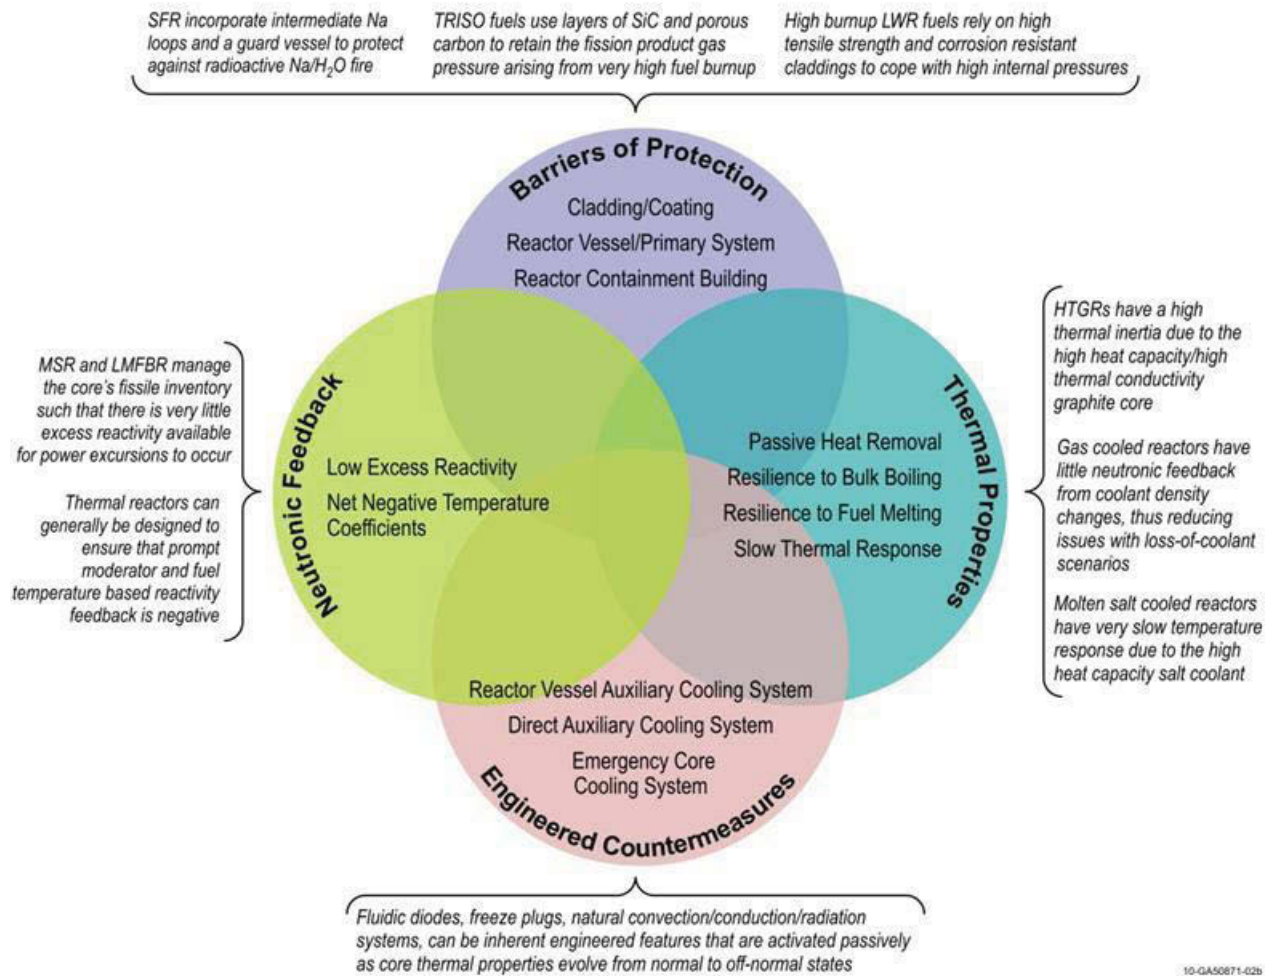 SFR incorporate intermediate Na
loops and a guard vessel to protect
against radioactive Na/H₂O fire
TRISO fuels use layers of SiC and porous
carbon to retain the fission product gas
pressure arising from very high fuel burnup
High burnup LWR fuels rely on high
tensile strength and corrosion resistant
claddings to cope with high internal pressures
Barriers of Protection
Cladding/Coating
Reactor Vessel/Primary System
Reactor Containment Building
MSR and LMFBR manage
the core's fissile inventory
such that there is very little
excess reactivity available
for power excursions to occur
Thermal reactors can
generally be designed to
ensure that prompt
moderator and fuel
temperature based reactivity
feedback is negative
Neutronic Feedback
Low Excess Reactivity
Net Negative Temperature
Coefficients
Passive Heat Removal
Resilience to Bulk Boiling
Resilience to Fuel Melting
Slow Thermal Response
Thermal Properties
HTGRs have a high
thermal inertia due to the
high heat capacity/high
thermal conductivity
graphite core
Gas cooled reactors have
little neutronic feedback
from coolant density
changes, thus reducing
issues with loss-of-coolant
scenarios
Molten salt cooled reactors
have very slow temperature
response due to the high
heat capacity salt coolant
Reactor Vessel Auxiliary Cooling System
Direct Auxiliary Cooling System
Emergency Core
Cooling System
Engineered Countermeasures
Fluidic diodes, freeze plugs, natural convection/conduction/radiation
systems, can be inherent engineered features that are activated passively
as core thermal properties evolve from normal to off-normal states
10-GA50871-02b